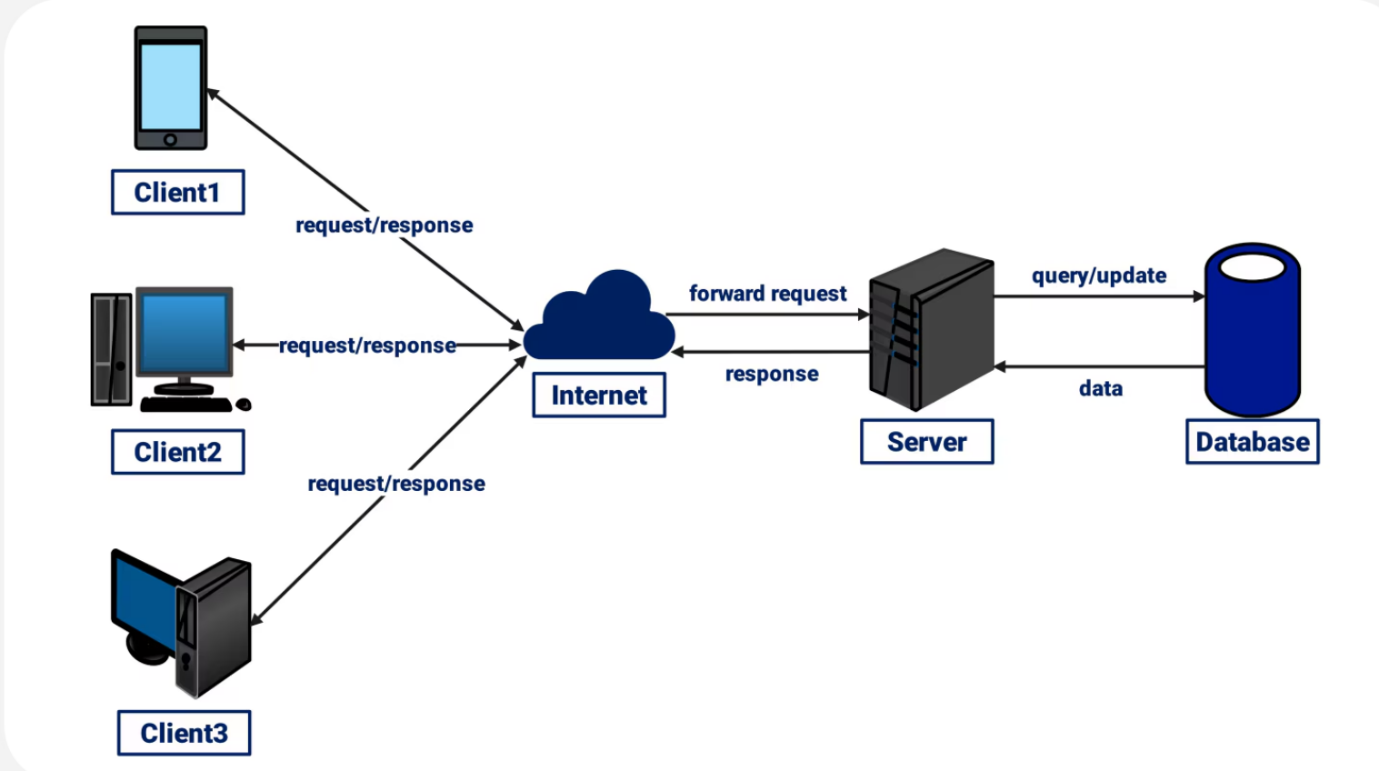 Client1
request/response
Client2
request/response
Client3
request/response
Internet
forward request
response
Server
query/update
data
Database